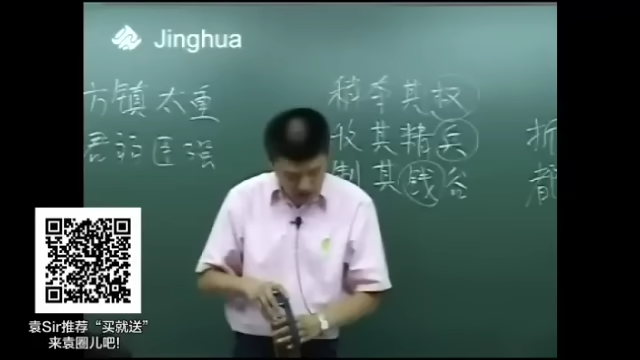 Jinghua
方镇太重
君弱臣强
稍夺其权
收其精兵
制其钱谷
折
都
袁Sir推荐“买就送”
来袁圈儿吧!